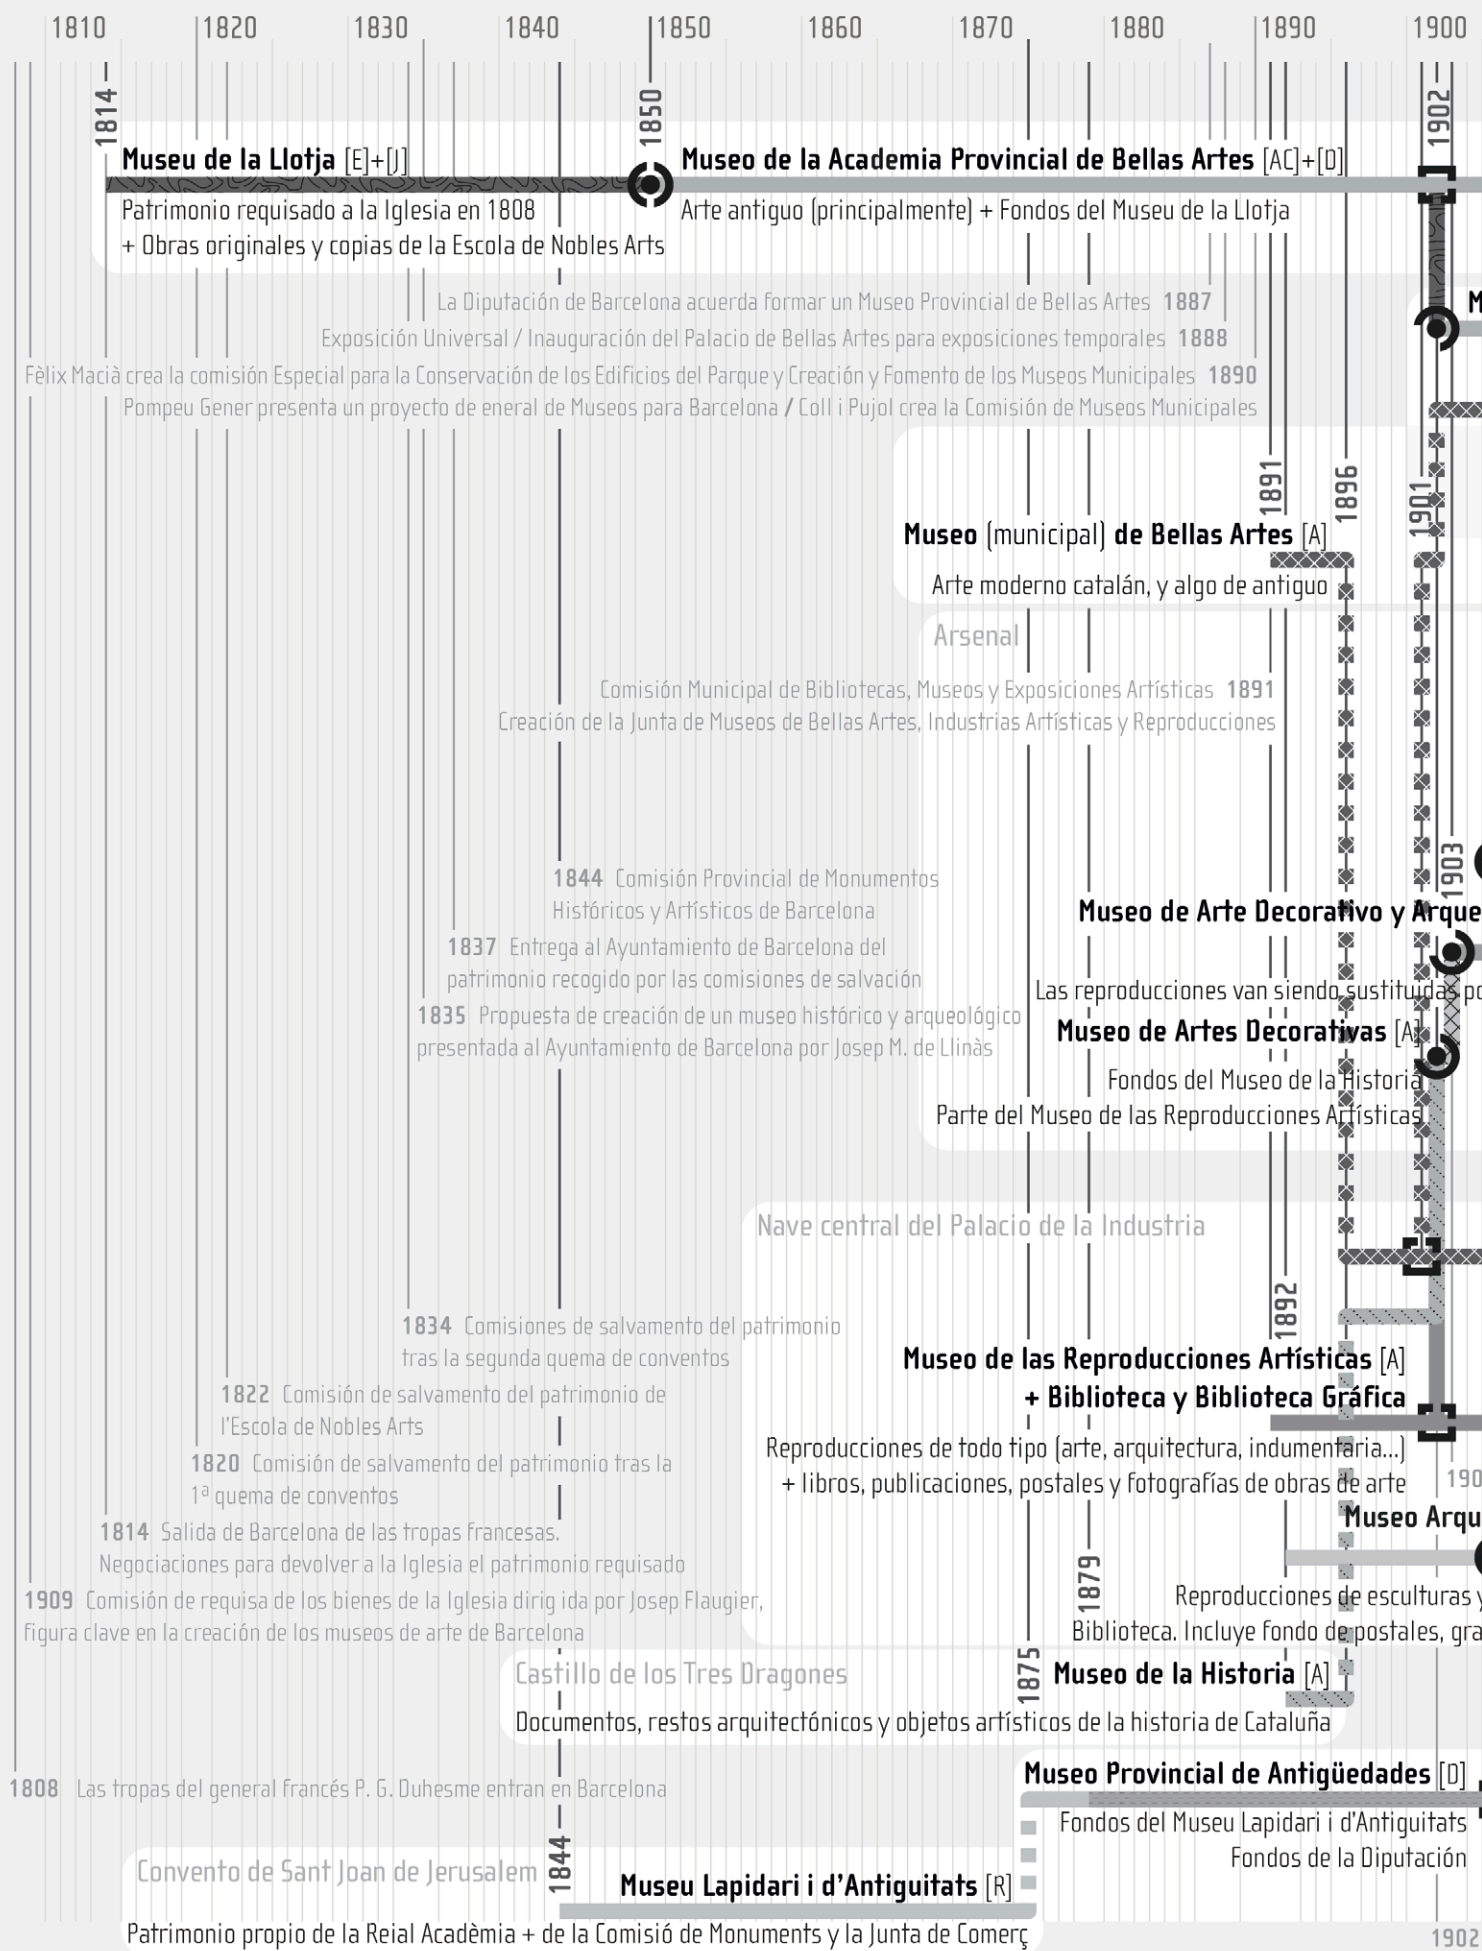 1810 1820 1830 1840 1850 1860 1870 1880 1890 1900
1814
1850
1902
Museu de la Llotja [E]+[J]
Museo de la Academia Provincial de Bellas Artes [AC]+[D]
Patrimonio requisado a la Iglesia en 1808
+ Obras originales y copias de la Escola de Nobles Arts
Arte antiguo (principalmente) + Fondos del Museu de la Llotja
La Diputación de Barcelona acuerda formar un Museo Provincial de Bellas Artes 1887
M
Exposición Universal / Inauguración del Palacio de Bellas Artes para exposiciones temporales 1888
Fèlix Macià crea la comisión Especial para la Conservación de los Edificios del Parque y Creación y Fomento de los Museos Municipales 1890
Pompeu Gener presenta un proyecto de eneral de Museos para Barcelona / Coll i Pujol crea la Comisión de Museos Municipales
1891
1896
1901
Museo (municipal) de Bellas Artes [A]
Arte moderno catalán, y algo de antiguo
Arsenal
Comisión Municipal de Bibliotecas, Museos y Exposiciones Artísticas 1891
Creación de la Junta de Museos de Bellas Artes, Industrias Artísticas y Reproducciones
1903
1844 Comisión Provincial de Monumentos
Históricos y Artísticos de Barcelona
Museo de Arte Decorativo y Arque
1837 Entrega al Ayuntamiento de Barcelona del
patrimonio recogido por las comisiones de salvación
Las reproducciones van siendo sustituidas po
1835 Propuesta de creación de un museo histórico y arqueológico
presentada al Ayuntamiento de Barcelona por Josep M. de Llinàs
Museo de Artes Decorativas [A]
Fondos del Museo de la Historia
Parte del Museo de las Reproducciones Artísticas
Nave central del Palacio de la Industria
1892
1834 Comisiones de salvamento del patrimonio
tras la segunda quema de conventos
Museo de las Reproducciones Artísticas [A]
+ Biblioteca y Biblioteca Gráfica
1822 Comisión de salvamento del patrimonio de
l'Escola de Nobles Arts
Reproducciones de todo tipo (arte, arquitectura, indumentaria...)
+ libros, publicaciones, postales y fotografías de obras de arte
1820 Comisión de salvamento del patrimonio tras la
1ª quema de conventos
190
Museo Arqu
1814 Salida de Barcelona de las tropas francesas.
Negociaciones para devolver a la Iglesia el patrimonio requisado
1879
1909 Comisión de requisa de los bienes de la Iglesia dirig ida por Josep Flaugier,
figura clave en la creación de los museos de arte de Barcelona
Reproducciones de esculturas y
Biblioteca. Incluye fondo de postales, gra
1875
Castillo de los Tres Dragones
Museo de la Historia [A]
Documentos, restos arquitectónicos y objetos artísticos de la historia de Cataluña
Museo Provincial de Antigüedades [D]
1808 Las tropas del general francés P. G. Duhesme entran en Barcelona
Fondos del Museu Lapidari i d'Antiguitats
Fondos de la Diputación
1844
Convento de Sant Joan de Jerusalem
Museu Lapidari i d'Antiguitats [R]
Patrimonio propio de la Reial Acadèmia + de la Comisió de Monuments y la Junta de Comerç
1902